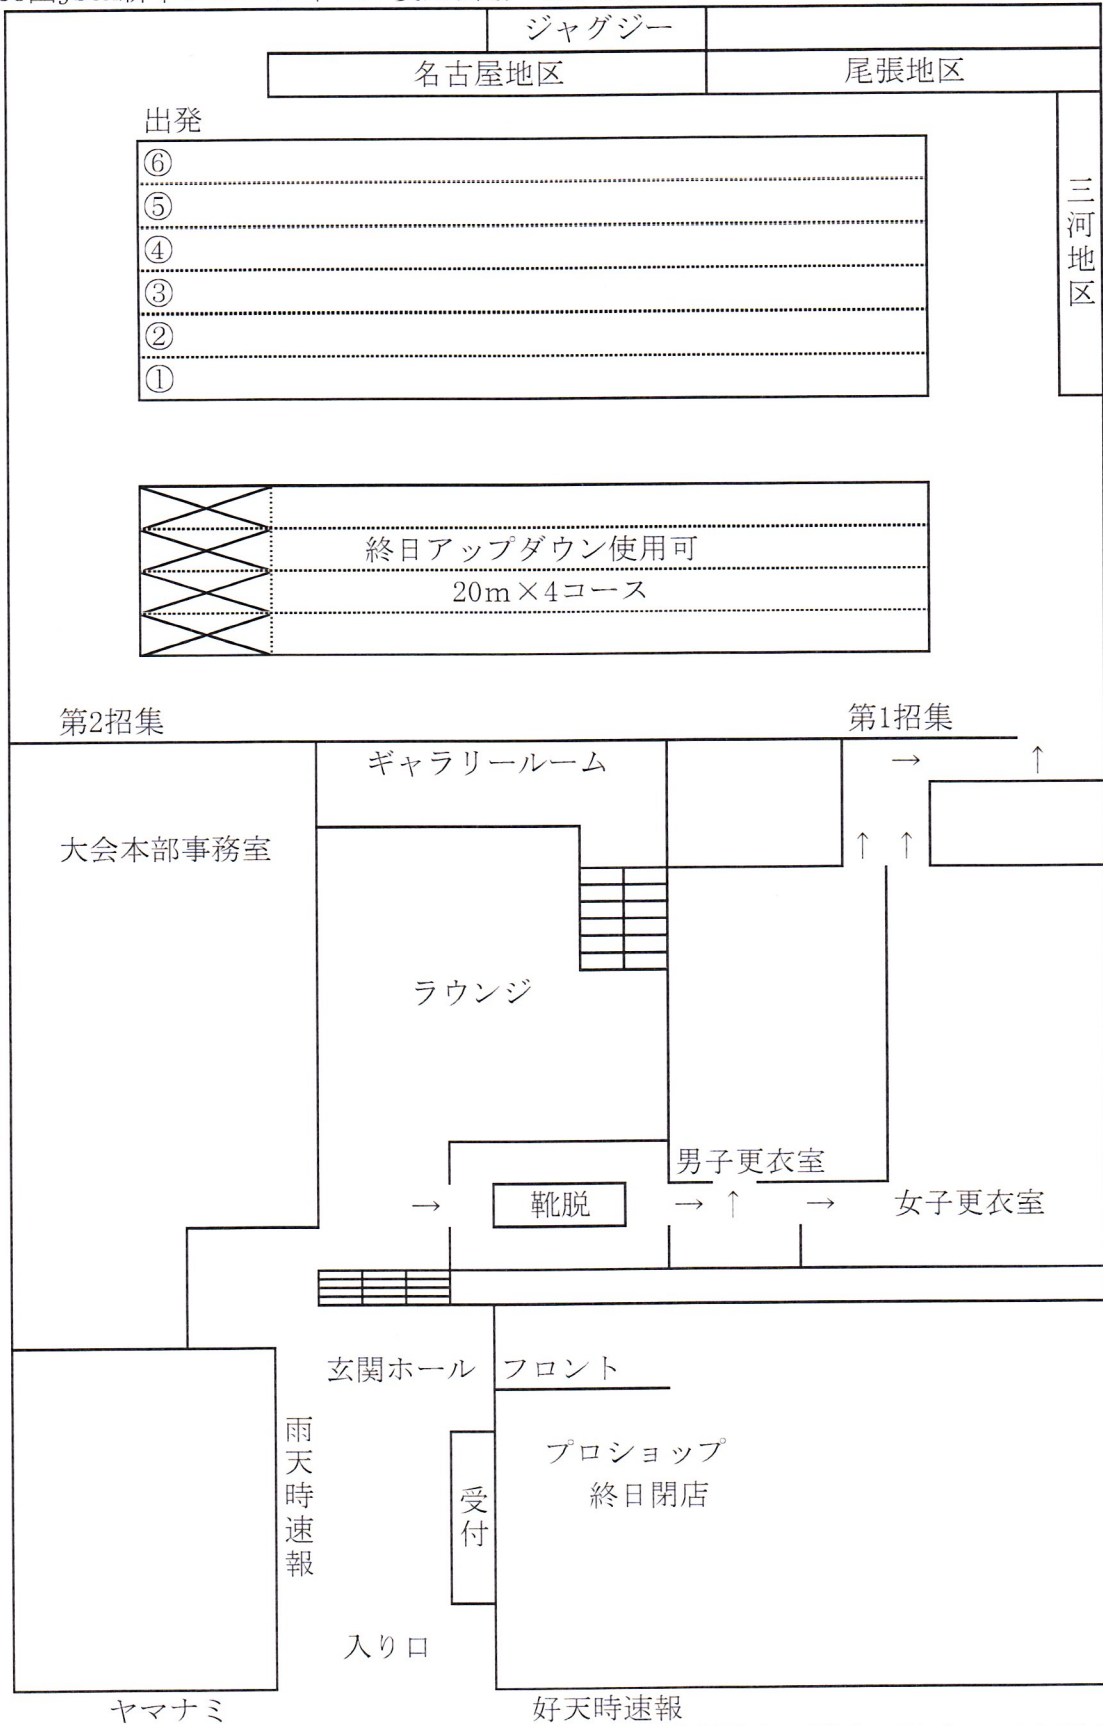 ジャグジー
名古屋地区
尾張地区
出発
⑥
⑤
④
③
②
①
三河地区
終日アップダウン使用可
20m×4コース
第2招集
第1招集
ギャラリールーム
→
↑
大会本部事務室
↑ ↑
ラウンジ
男子更衣室
→
靴脱
→ ↑ →
女子更衣室
玄関ホール
フロント
雨天時速報
プロショップ
終日閉店
受付
入り口
ヤマナミ
好天時速報